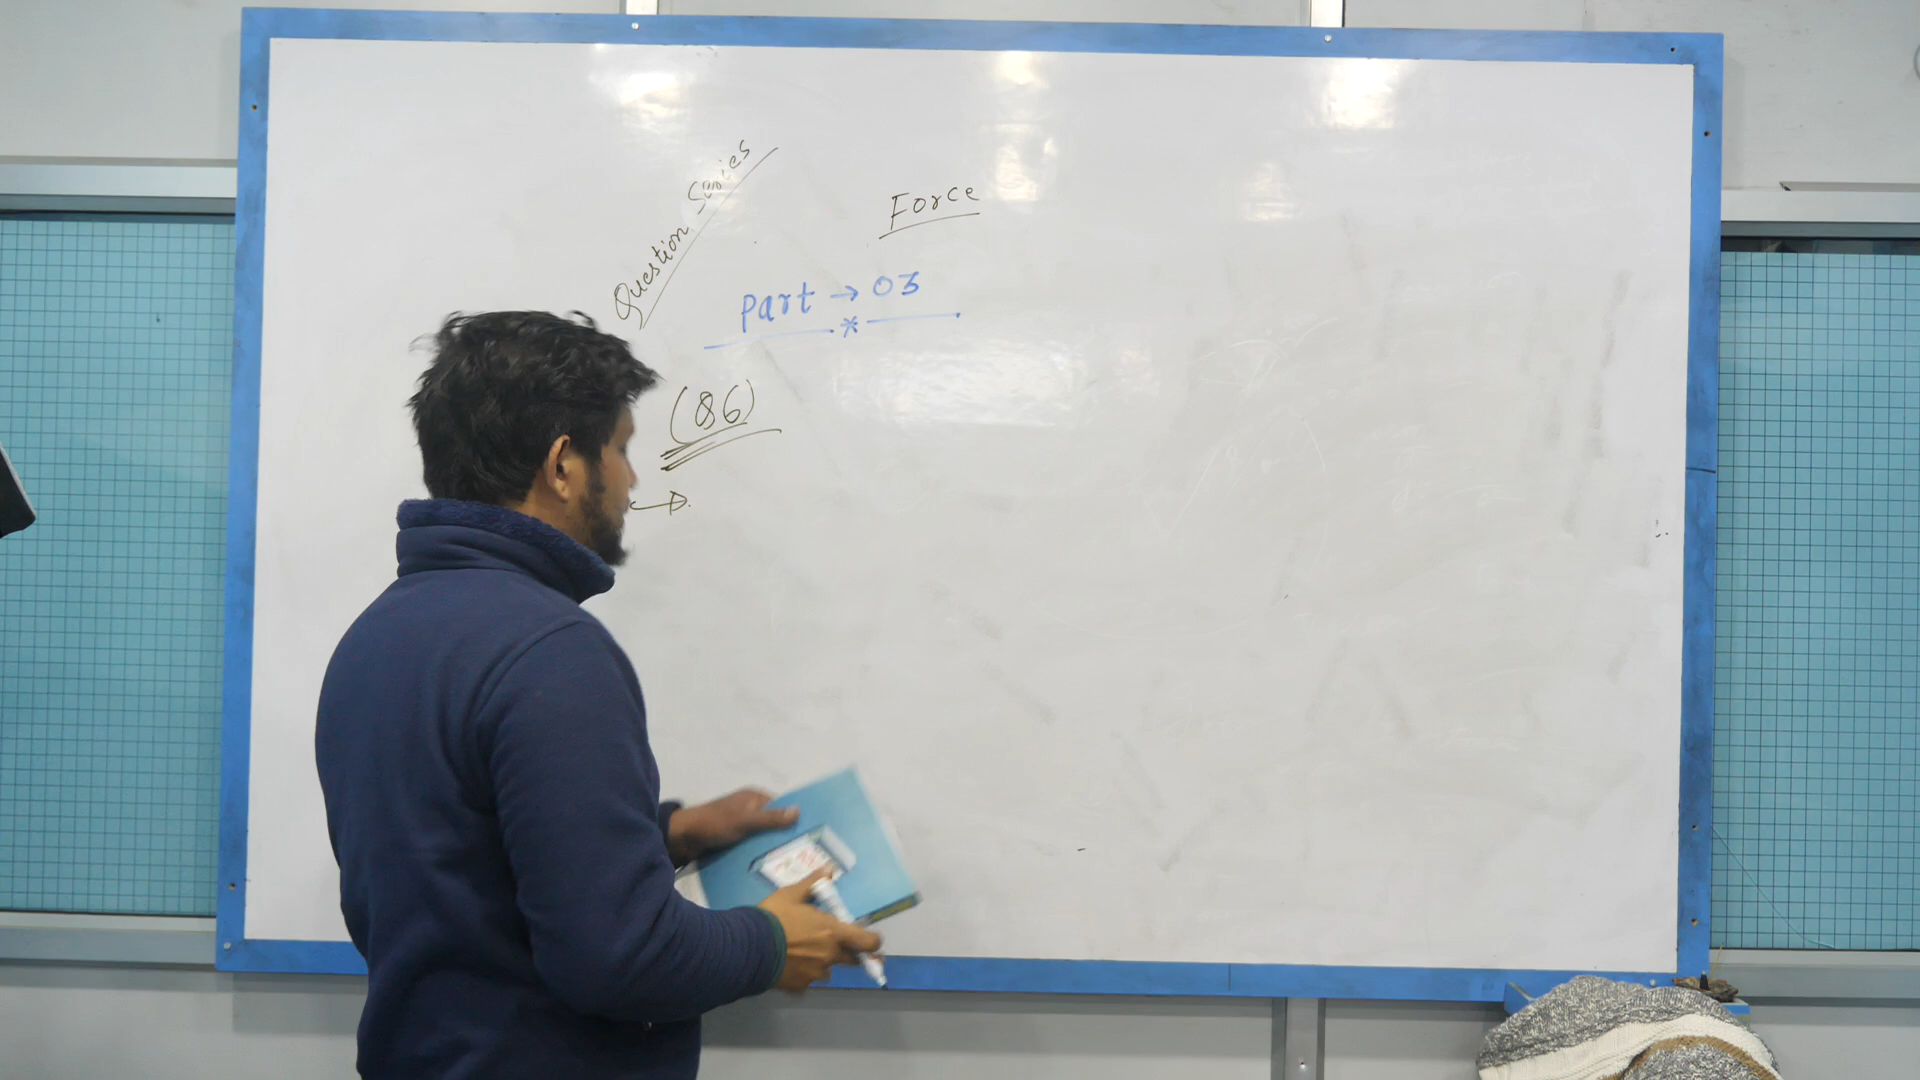 Question Series
Force
Part → 03
*
(86)
→